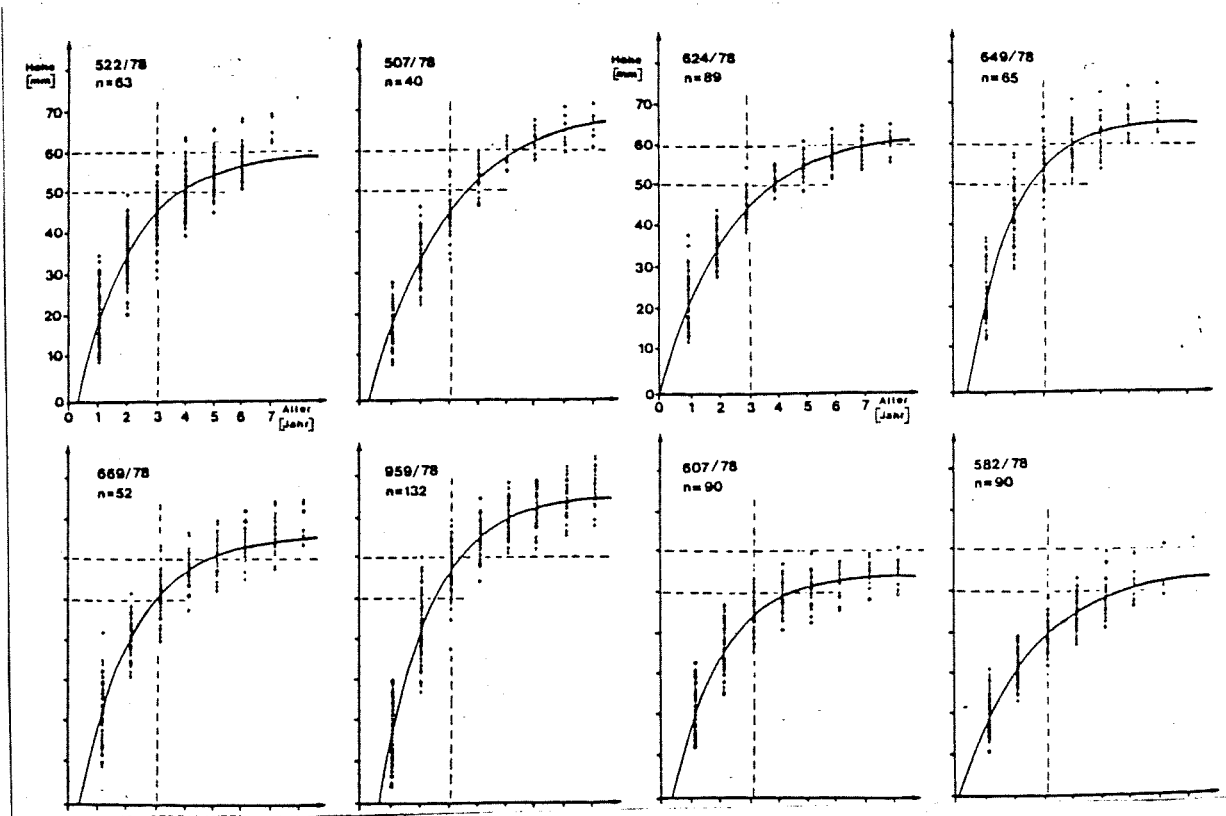 Höhe
[mm]
522/78
n=63
70
60
50
40
30
20
10
0
0 1 2 3 4 5 6 7 Alter
[Jahr]
507/78
n=40
Höhe
[mm]
624/78
n=89
70
60
50
40
30
20
10
0
0 1 2 3 4 5 6 7 Alter
[Jahr]
649/78
n=65
669/78
n=52
959/78
n=132
607/78
n=90
582/78
n=90